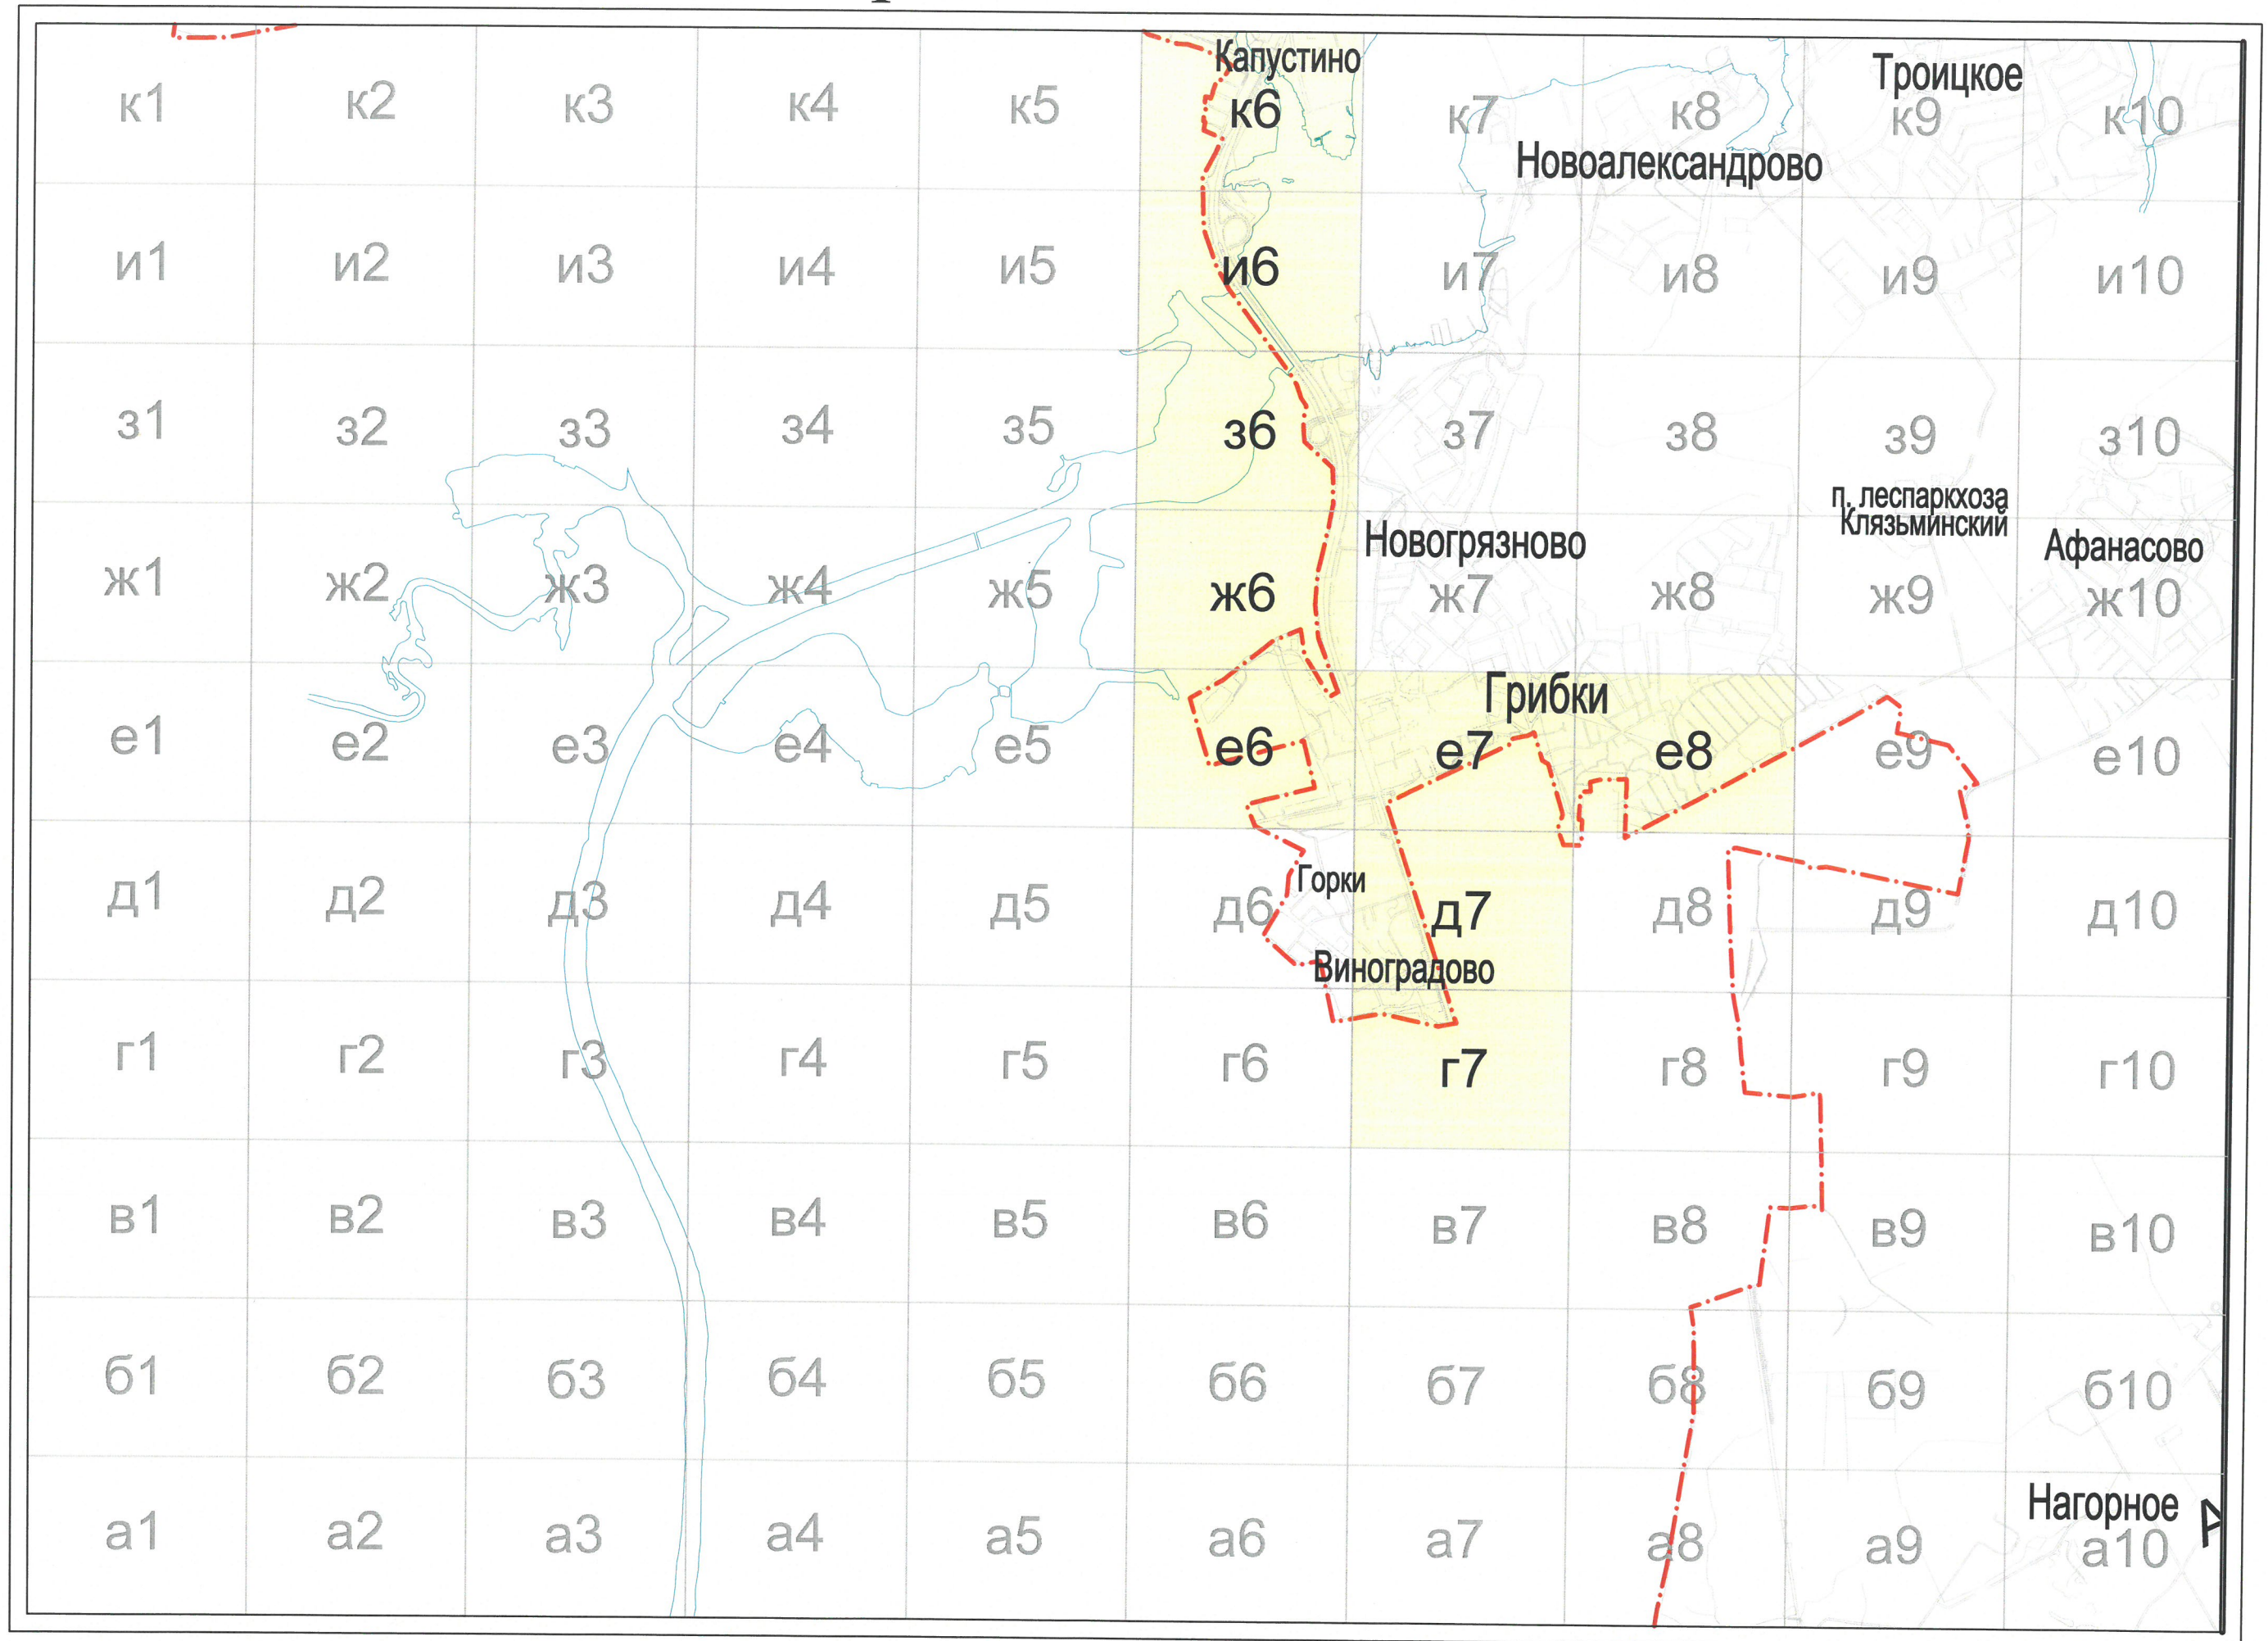 Капустино
Троицкое
к1 к2 к3 к4 к5 к6 к7 к8 к9 к10
Новоалександрово
и1 и2 и3 и4 и5 и6 и7 и8 и9 и10
з1 з2 з3 з4 з5 з6 з7 з8 з9 з10
п. леспаркхоза
Клязьминский
Новогрязново
Афанасово
ж1 ж2 ж3 ж4 ж5 ж6 ж7 ж8 ж9 ж10
Грибки
е1 е2 е3 е4 е5 е6 е7 е8 е9 е10
Горки
д1 д2 д3 д4 д5 д6 д7 д8 д9 д10
Виноградово
г1 г2 г3 г4 г5 г6 г7 г8 г9 г10
в1 в2 в3 в4 в5 в6 в7 в8 в9 в10
б1 б2 б3 б4 б5 б6 б7 б8 б9 б10
Нагорное
а1 а2 а3 а4 а5 а6 а7 а8 а9 а10